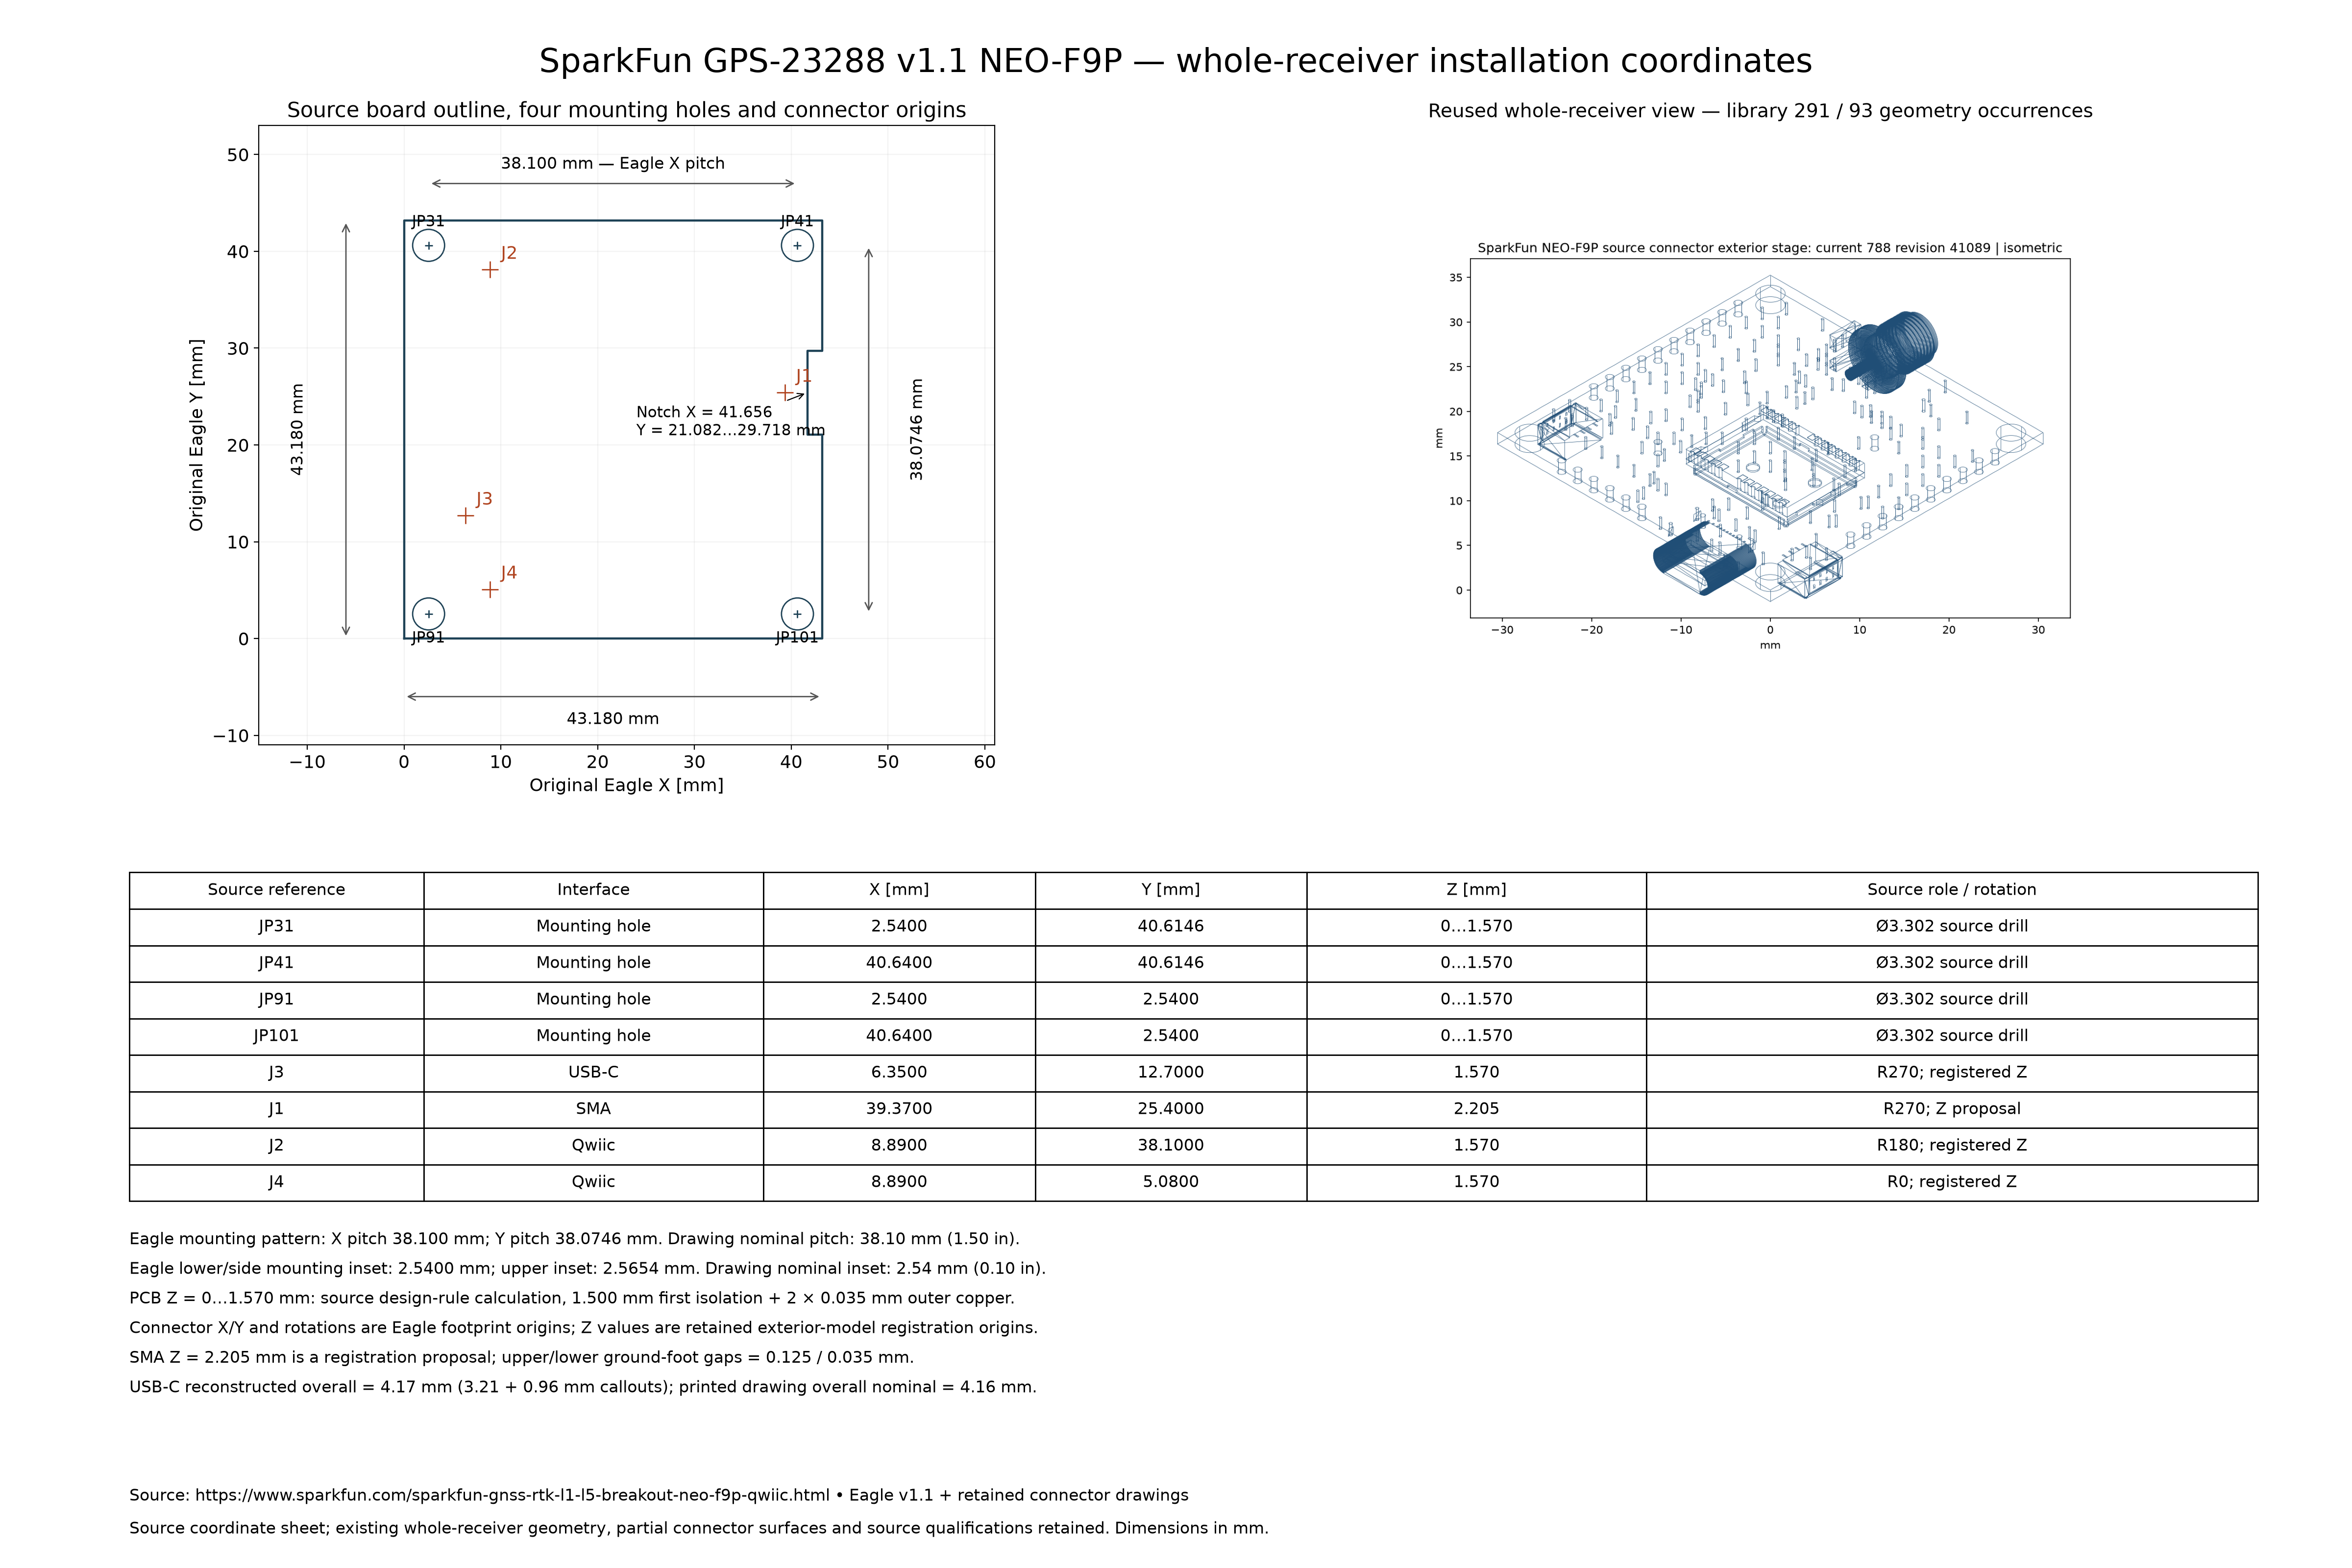 SparkFun GPS-23288 v1.1 NEO-F9P — whole-receiver installation coordinates
Source board outline, four mounting holes and connector origins
50
40
30
20
10
0
−10
−10
0
10
20
30
40
50
60
Original Eagle X [mm]
Original Eagle Y [mm]
38.100 mm — Eagle X pitch
JP31
JP41
J2
J1
Notch X = 41.656
Y = 21.082...29.718 mm
43.180 mm
38.0746 mm
J3
J4
JP91
JP101
43.180 mm
Reused whole-receiver view — library 291 / 93 geometry occurrences
SparkFun NEO-F9P source connector exterior stage: current 788 revision 41089 | isometric
35
30
25
20
15
10
5
0
mm
−30
−20
−10
0
10
20
30
mm
Source reference Interface X [mm] Y [mm] Z [mm] Source role / rotation
JP31 Mounting hole 2.5400 40.6146 0...1.570 Ø3.302 source drill
JP41 Mounting hole 40.6400 40.6146 0...1.570 Ø3.302 source drill
JP91 Mounting hole 2.5400 2.5400 0...1.570 Ø3.302 source drill
JP101 Mounting hole 40.6400 2.5400 0...1.570 Ø3.302 source drill
J3 USB-C 6.3500 12.7000 1.570 R270; registered Z
J1 SMA 39.3700 25.4000 2.205 R270; Z proposal
J2 Qwiic 8.8900 38.1000 1.570 R180; registered Z
J4 Qwiic 8.8900 5.0800 1.570 R0; registered Z
Eagle mounting pattern: X pitch 38.100 mm; Y pitch 38.0746 mm. Drawing nominal pitch: 38.10 mm (1.50 in).
Eagle lower/side mounting inset: 2.5400 mm; upper inset: 2.5654 mm. Drawing nominal inset: 2.54 mm (0.10 in).
PCB Z = 0...1.570 mm: source design-rule calculation, 1.500 mm first isolation + 2 × 0.035 mm outer copper.
Connector X/Y and rotations are Eagle footprint origins; Z values are retained exterior-model registration origins.
SMA Z = 2.205 mm is a registration proposal; upper/lower ground-foot gaps = 0.125 / 0.035 mm.
USB-C reconstructed overall = 4.17 mm (3.21 + 0.96 mm callouts); printed drawing overall nominal = 4.16 mm.
Source: https://www.sparkfun.com/sparkfun-gnss-rtk-l1-l5-breakout-neo-f9p-qwiic.html • Eagle v1.1 + retained connector drawings
Source coordinate sheet; existing whole-receiver geometry, partial connector surfaces and source qualifications retained. Dimensions in mm.